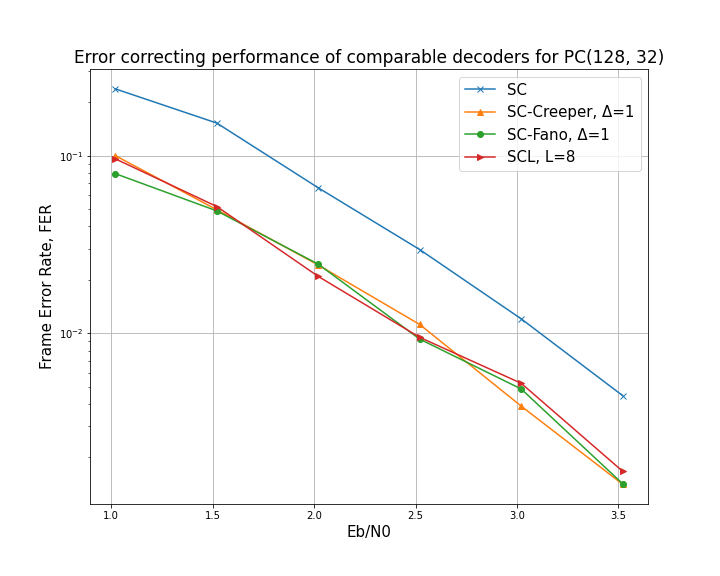 Error correcting performance of comparable decoders for PC(128, 32)
SC
SC-Creeper, Δ=1
SC-Fano, Δ=1
SCL, L=8
Frame Error Rate, FER
10⁻¹
10⁻²
1.0 1.5 2.0 2.5 3.0 3.5
Eb/N0